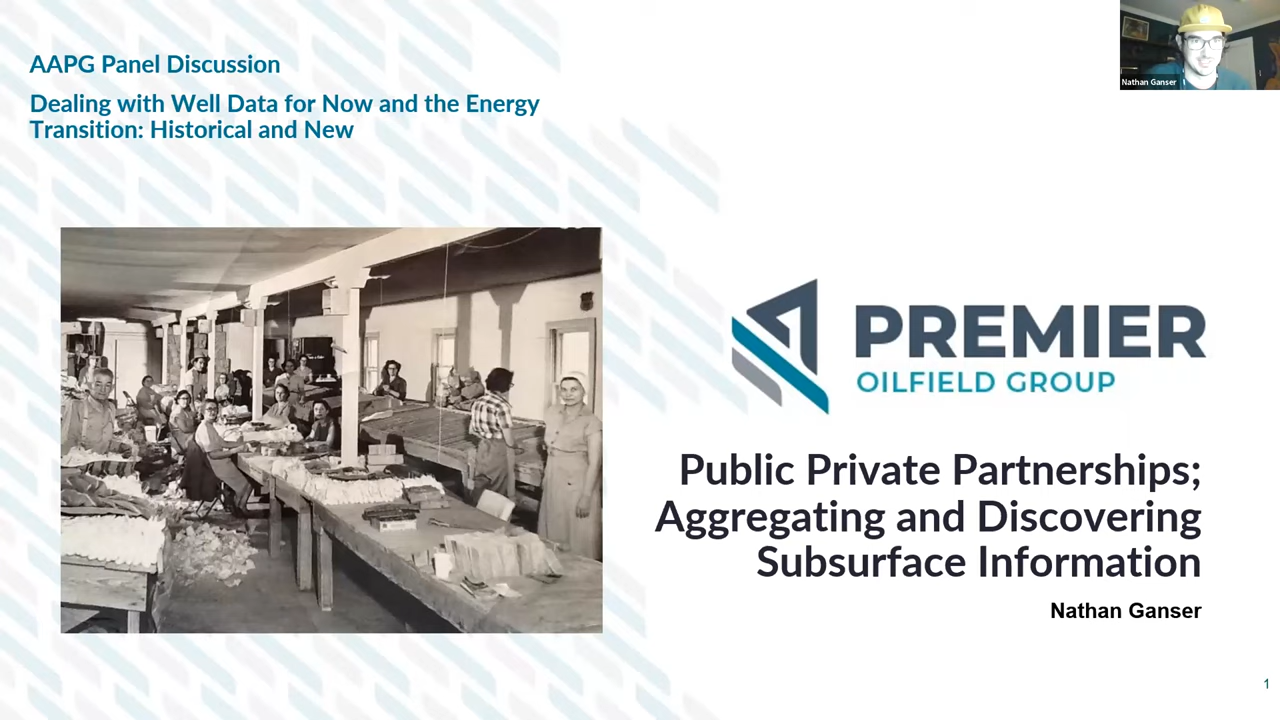 AAPG Panel Discussion
Dealing with Well Data for Now and the Energy
Transition: Historical and New
Nathan Ganser
PREMIER
OILFIELD GROUP
Public Private Partnerships;
Aggregating and Discovering
Subsurface Information
Nathan Ganser
1